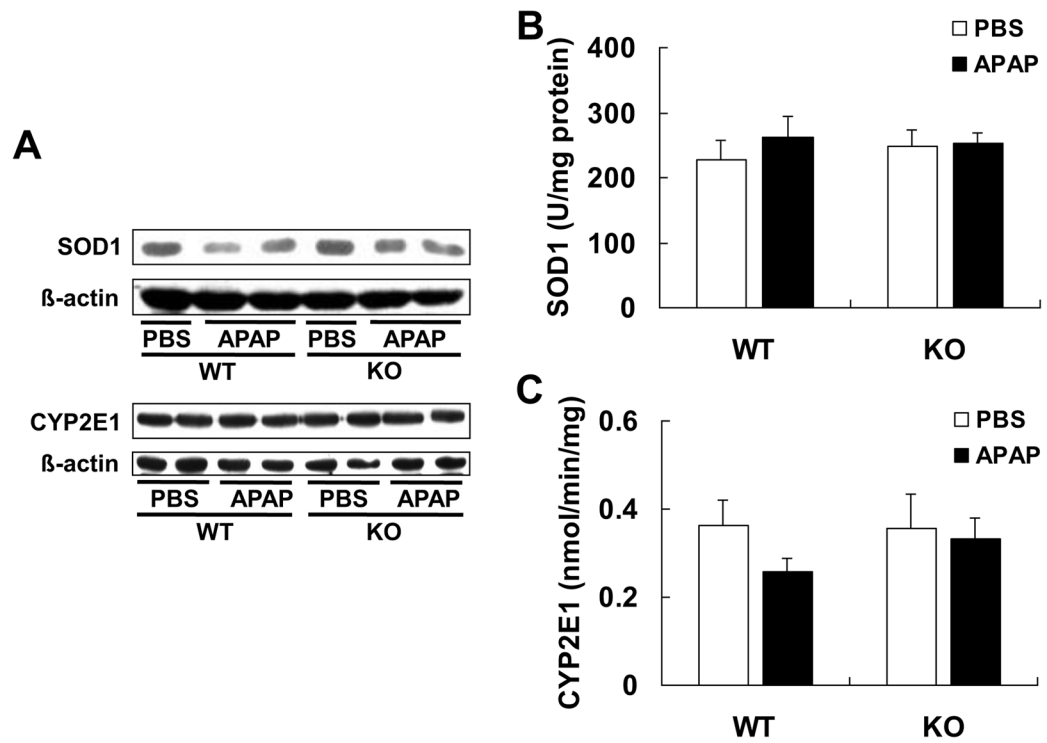 A
SOD1
ß-actin
PBS APAP PBS APAP
WT KO
CYP2E1
ß-actin
PBS APAP PBS APAP
WT KO
B
PBS
APAP
SOD1 (U/mg protein)
400
300
200
100
0
WT KO
C
PBS
APAP
CYP2E1 (nmol/min/mg)
0.6
0.4
0.2
0
WT KO